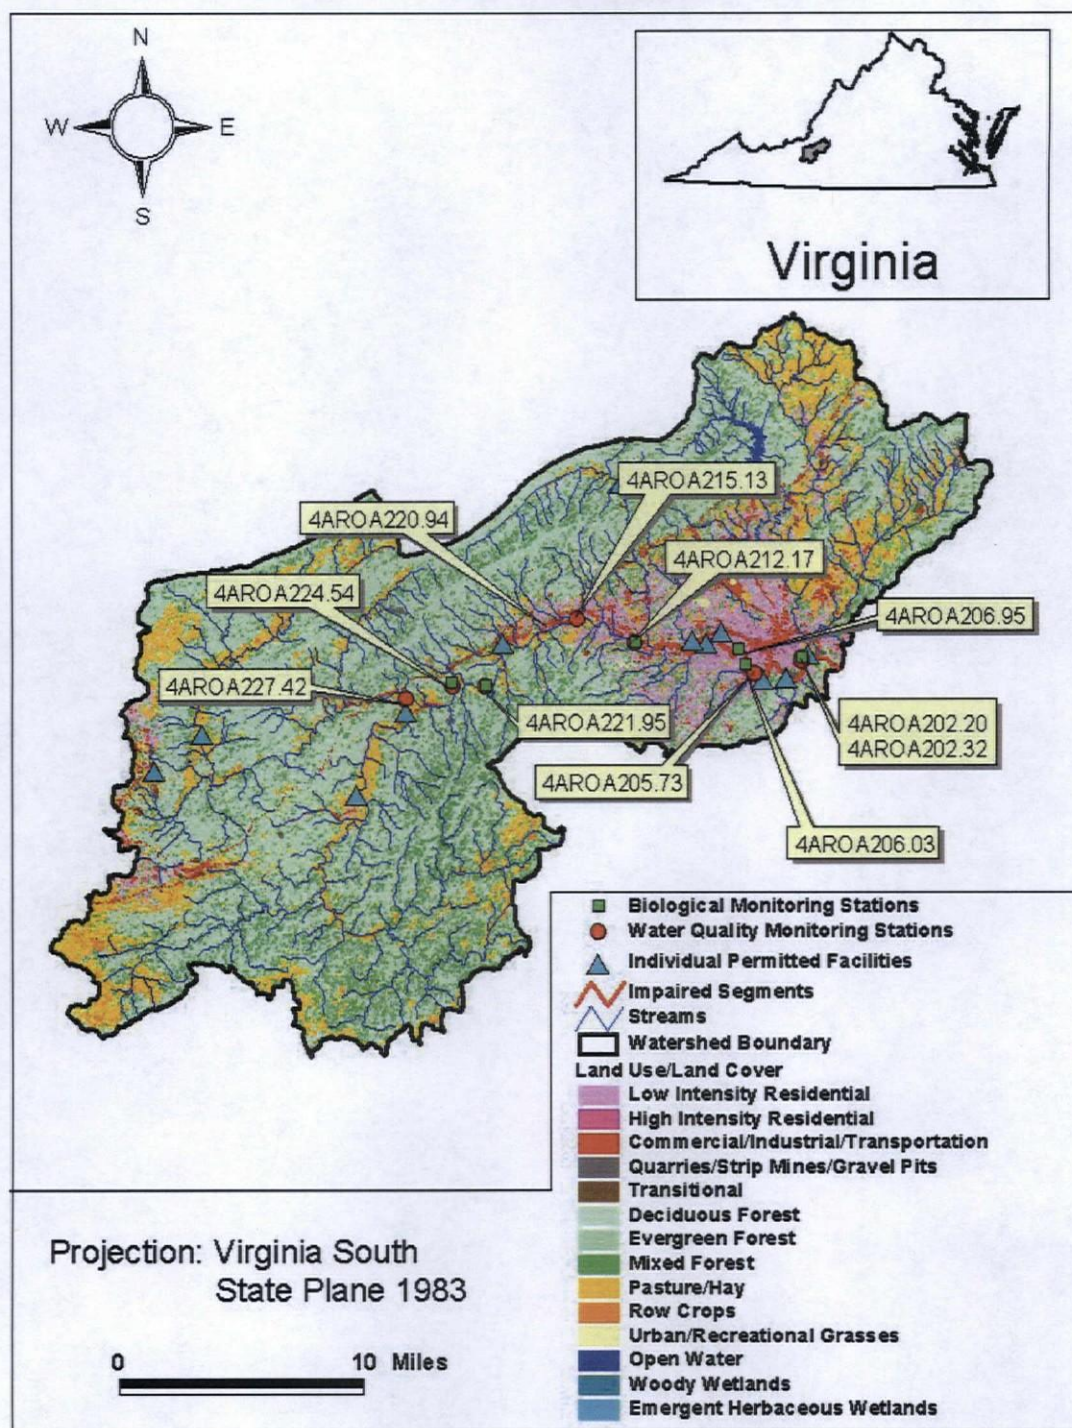 N
W E
S
Virginia
4AROA215.13
4AROA220.94
4AROA212.17
4AROA224.54
4AROA206.95
4AROA227.42
4AROA221.95
4AROA202.20
4AROA202.32
4AROA205.73
4AROA206.03
Biological Monitoring Stations
Water Quality Monitoring Stations
Individual Permitted Facilities
Impaired Segments
Streams
Watershed Boundary
Land Use/Land Cover
Low Intensity Residential
High Intensity Residential
Commercial/Industrial/Transportation
Quarries/Strip Mines/Gravel Pits
Transitional
Deciduous Forest
Evergreen Forest
Mixed Forest
Pasture/Hay
Row Crops
Urban/Recreational Grasses
Open Water
Woody Wetlands
Emergent Herbaceous Wetlands
Projection: Virginia South
State Plane 1983
0 10 Miles